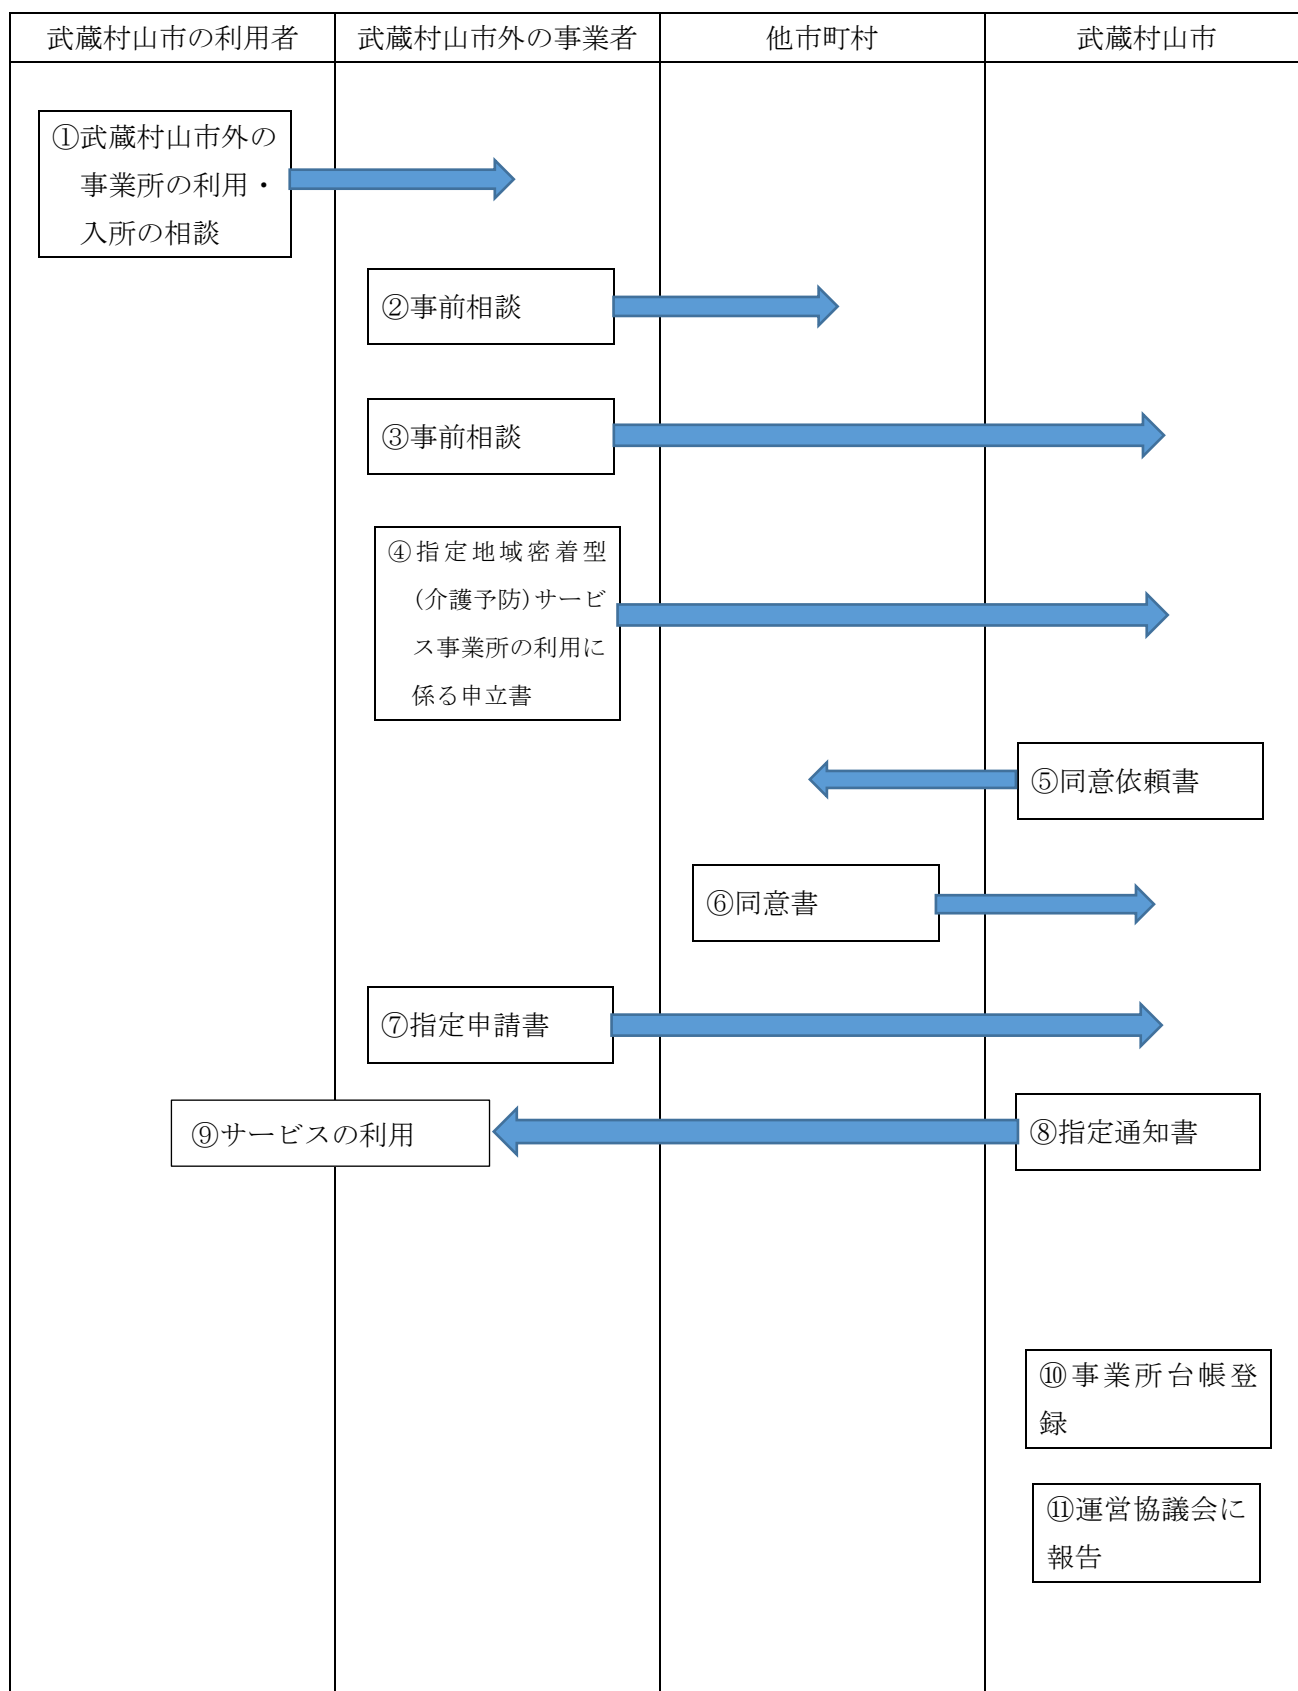 武蔵村山市の利用者
武蔵村山市外の事業者
他市町村
武蔵村山市
①武蔵村山市外の
事業所の利用・
入所の相談
②事前相談
③事前相談
④指定地域密着型
(介護予防)サービ
ス事業所の利用に
係る申立書
⑤同意依頼書
⑥同意書
⑦指定申請書
⑨サービスの利用
⑧指定通知書
⑩事業所台帳登
録
⑪運営協議会に
報告